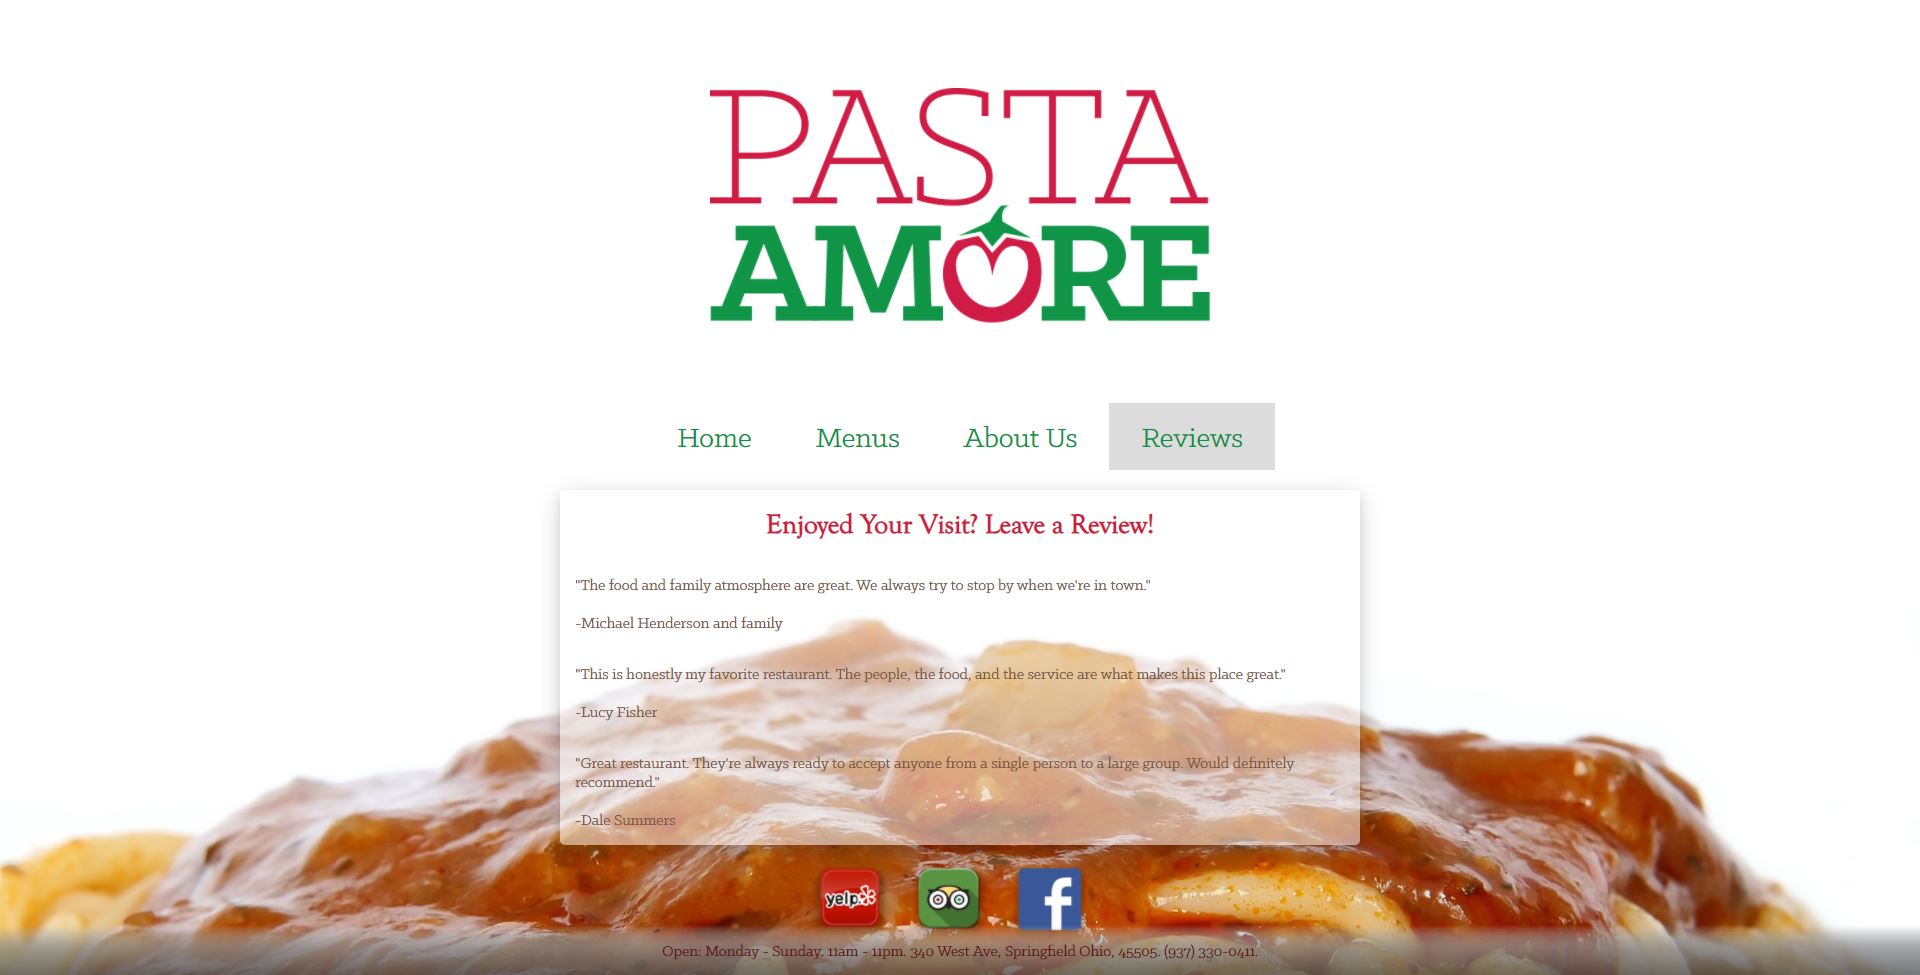 PASTA
AMORE
Home Menus About Us Reviews
Enjoyed Your Visit? Leave a Review!
"The food and family atmosphere are great. We always try to stop by when we're in town."
-Michael Henderson and family
"This is honestly my favorite restaurant. The people, the food, and the service are what makes this place great."
-Lucy Fisher
"Great restaurant. They're always ready to accept anyone from a single person to a large group. Would definitely
recommend."
-Dale Summers
yelp f
Open: Monday - Sunday. 11am - 11pm. 340 West Ave, Springfield Ohio, 45505. (937) 330-0411.